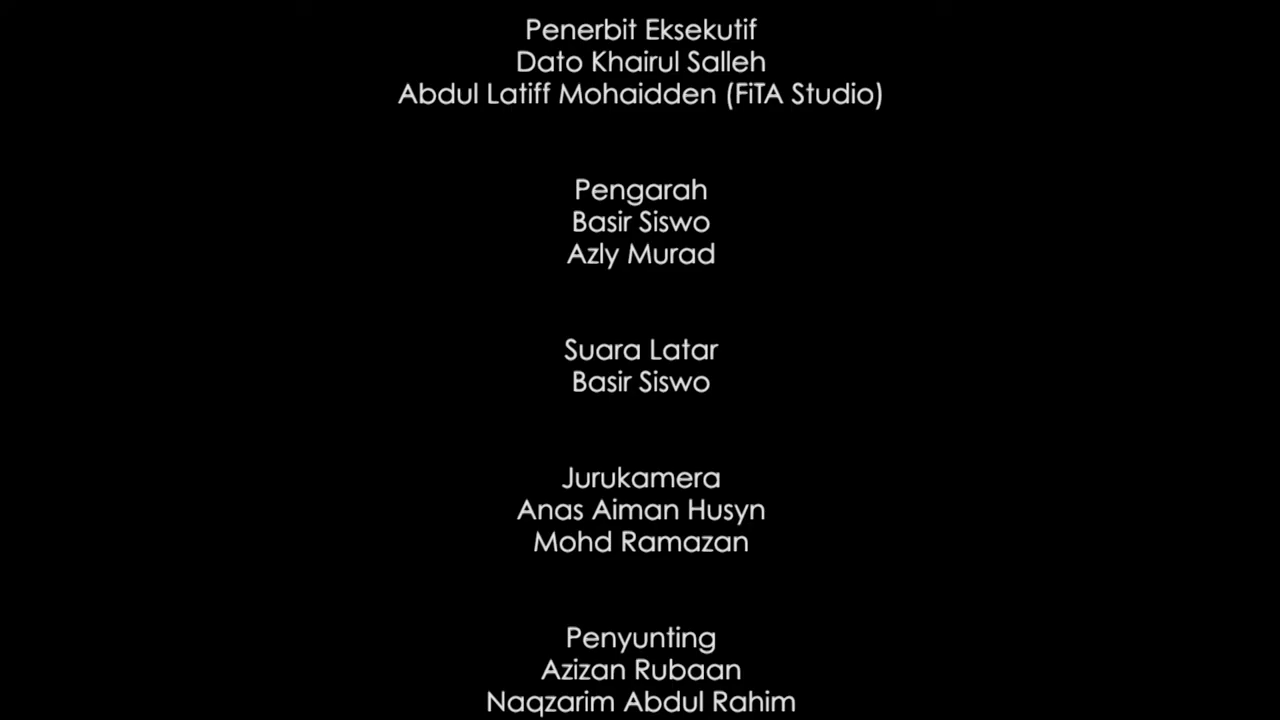 Penerbit Eksekutif
Dato Khairul Salleh
Abdul Latiff Mohaidden (FiTA Studio)
Pengarah
Basir Siswo
Azly Murad
Suara Latar
Basir Siswo
Jurukamera
Anas Aiman Husyn
Mohd Ramazan
Penyunting
Azizan Rubaan
Naqzarim Abdul Rahim